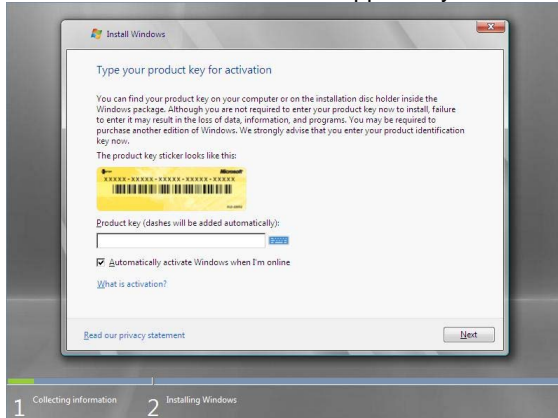 Install Windows
Type your product key for activation
You can find your product key on your computer or on the installation disc holder inside the
Windows package. Although you are not required to enter your product key now to install, failure
to enter it may result in the loss of data, information, and programs. You may be required to
purchase another edition of Windows. We strongly advise that you enter your product identification
key now.
The product key sticker looks like this:
Microsoft
XXXXX-XXXXX-XXXXX-XXXXX-XXXXX
Product key (dashes will be added automatically):
Automatically activate Windows when I'm online
What is activation?
Read our privacy statement
Next
1 Collecting information
2 Installing Windows